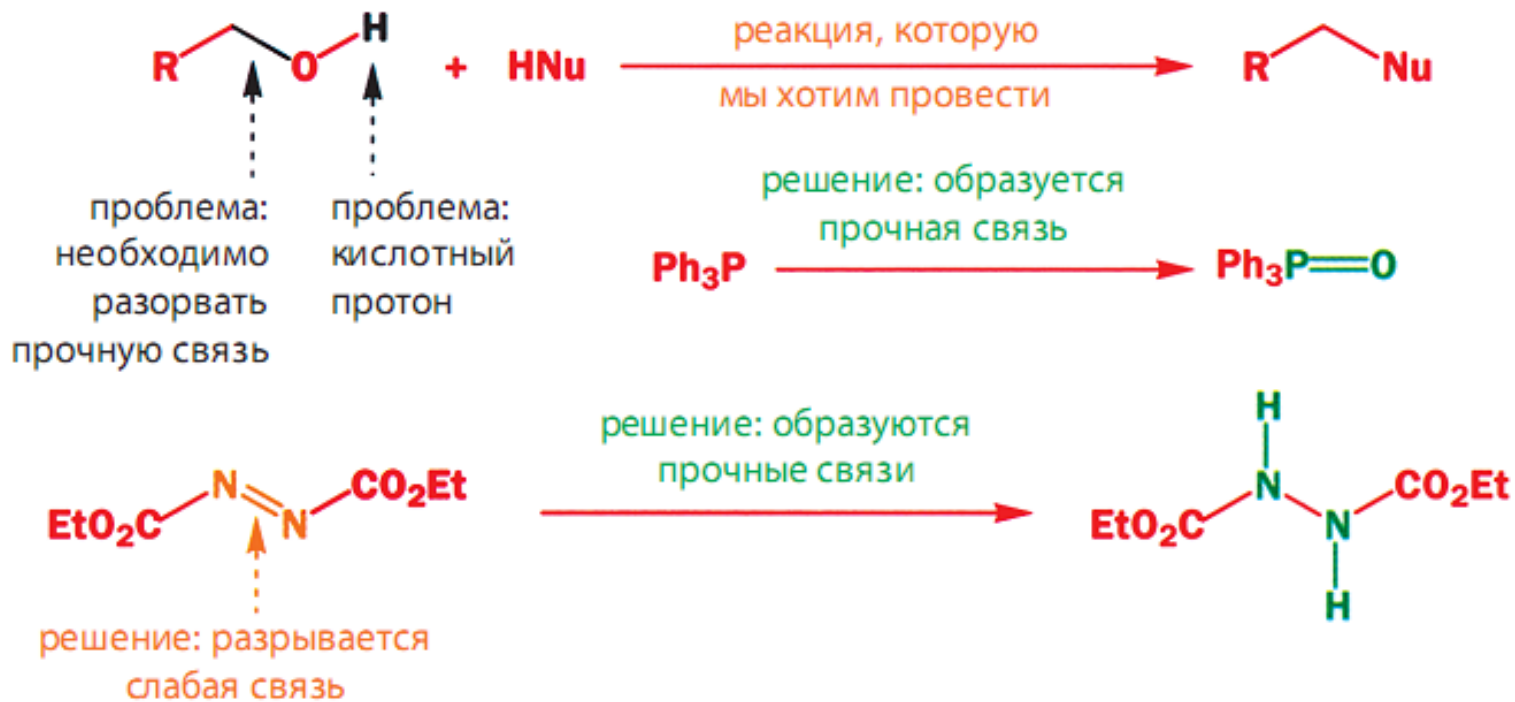 R O H + HNu реакция, которую R Nu
мы хотим провести
проблема: необходимо разорвать прочную связь
проблема: кислотный протон
решение: образуется
прочная связь
Ph₃P Ph₃P=O
решение: образуются
прочные связи
EtO₂C N=N CO₂Et
EtO₂C N H N H CO₂Et
решение: разрывается
слабая связь